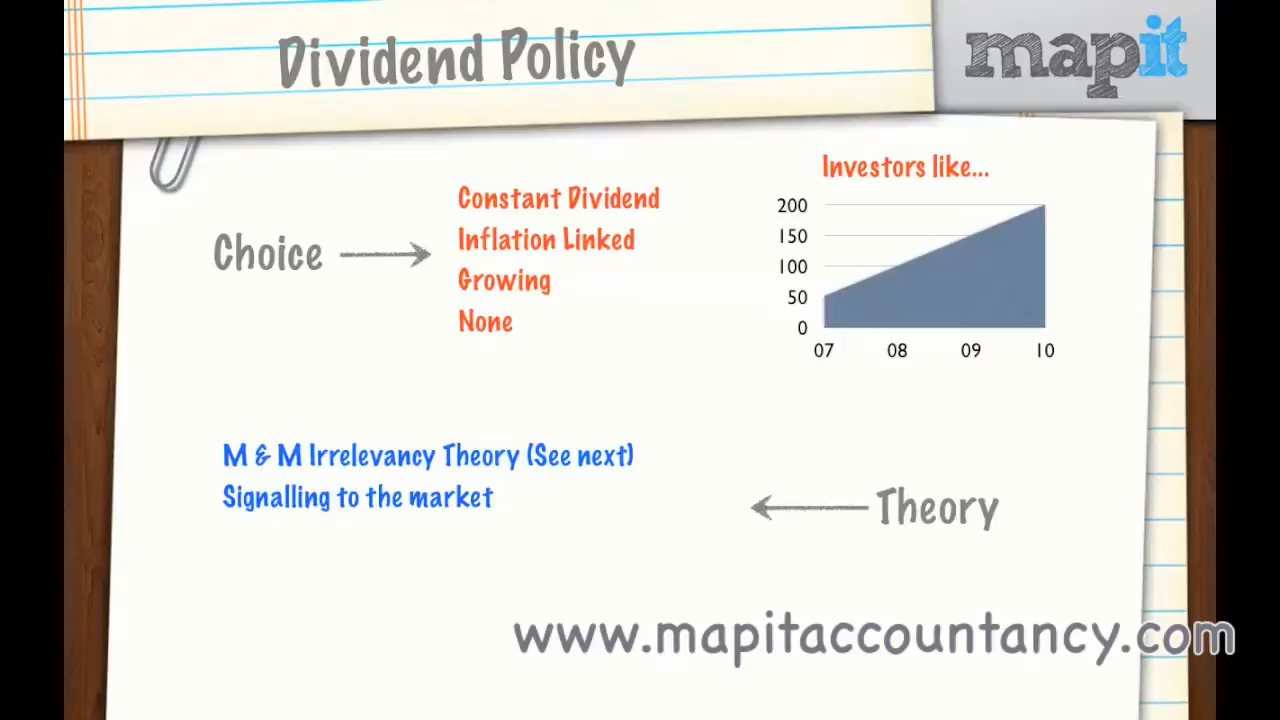 Dividend Policy
mapit
Investors like...
Constant Dividend
Inflation Linked
Growing
None
Choice
200
150
100
50
0
07 08 09 10
M & M Irrelevancy Theory (See next)
Signalling to the market
Theory
www.mapitaccountancy.com